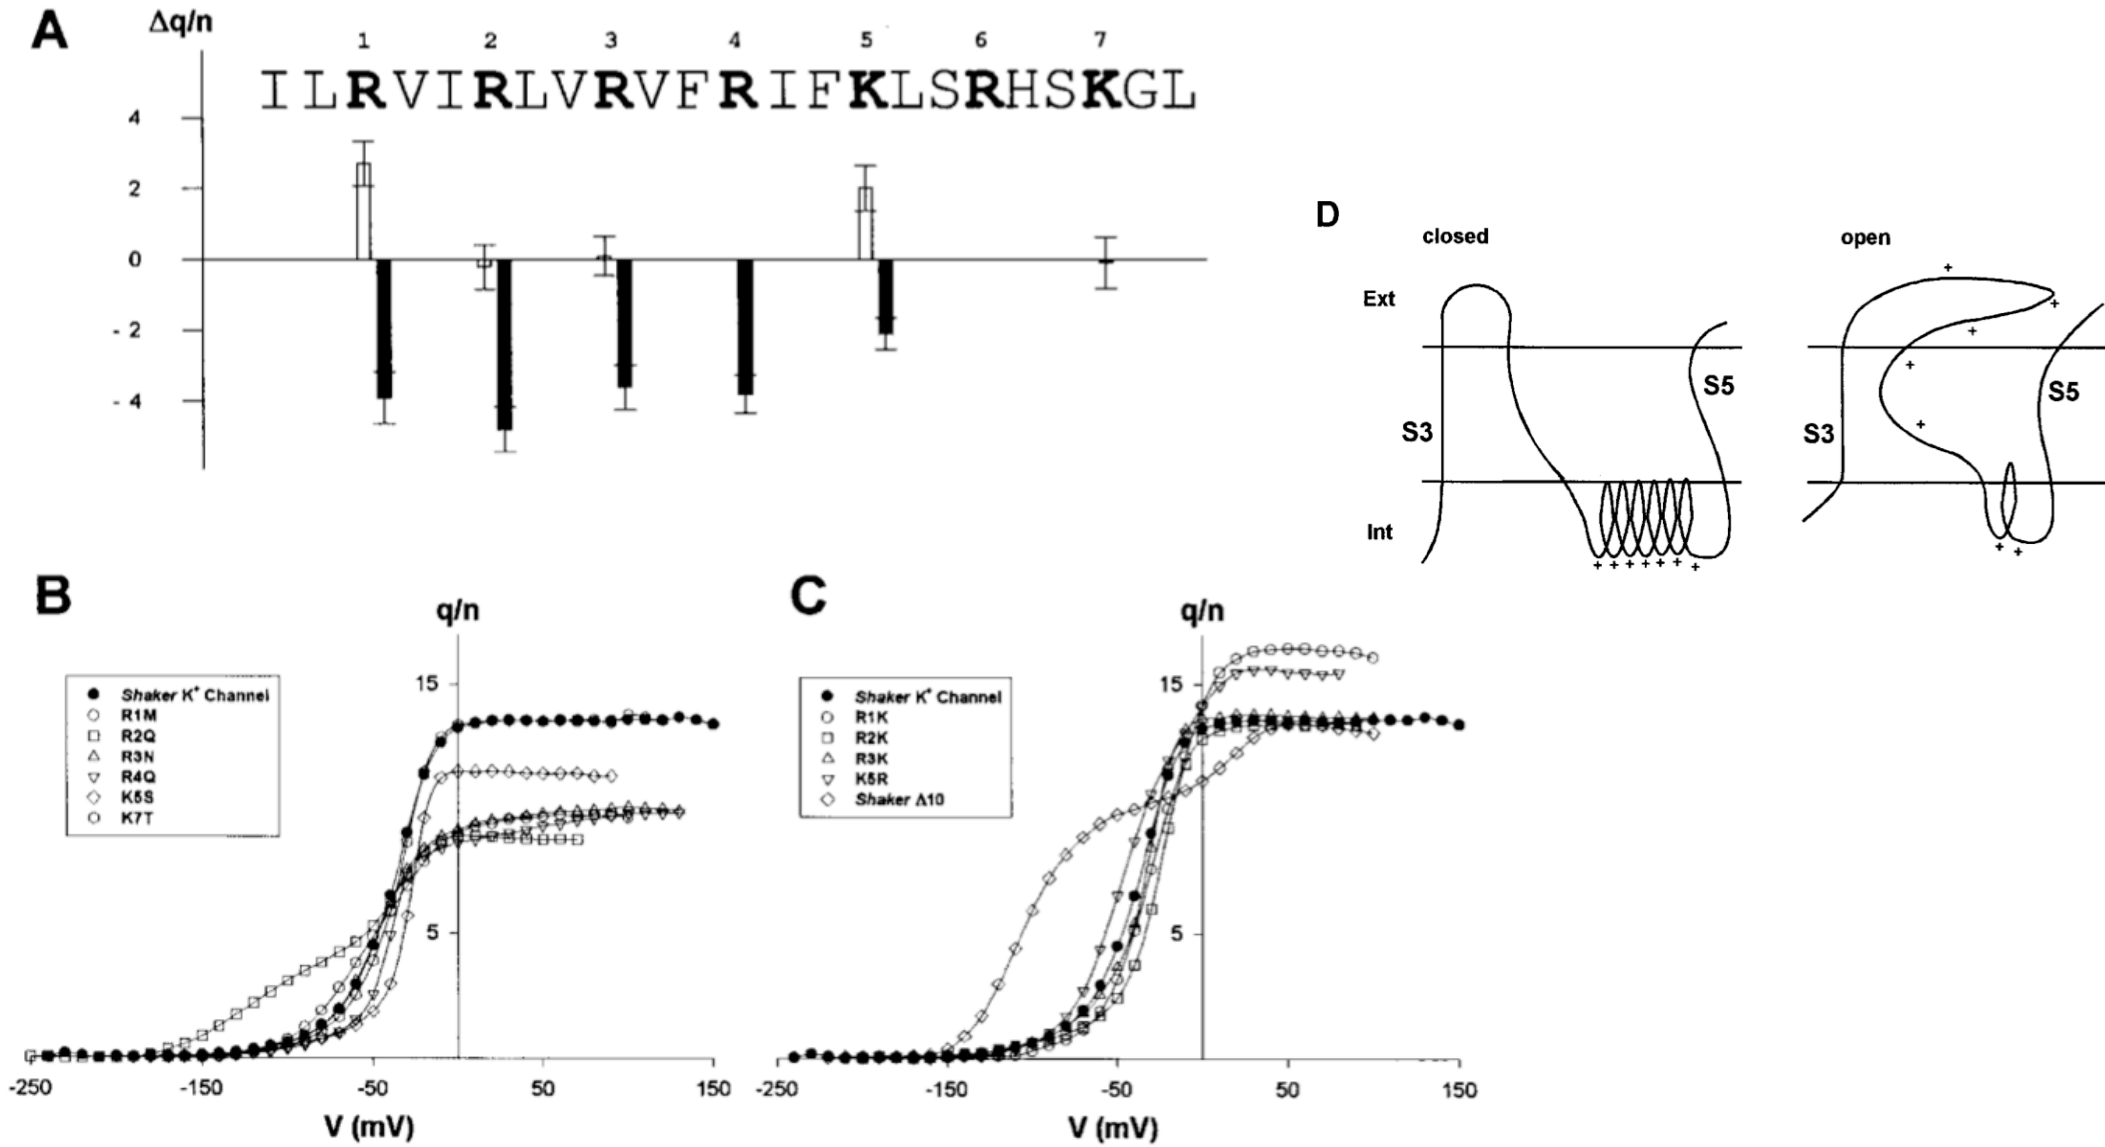 A
Δq/n
1 2 3 4 5 6 7
ILRVIRLVRVFRIFKLSRHSKGL
4
2
0
- 2
- 4
D
closed
open
Ext
S3
S5
Int
S3
S5
+ + + + + + +
+ + + + + + +
B
q/n
15
5
Shaker K+ Channel
R1M
R2Q
R3N
R4Q
K5S
K7T
-250 -150 -50 50 150
V (mV)
C
q/n
15
5
Shaker K+ Channel
R1K
R2K
R3K
K5R
Shaker Δ10
-250 -150 -50 50 150
V (mV)